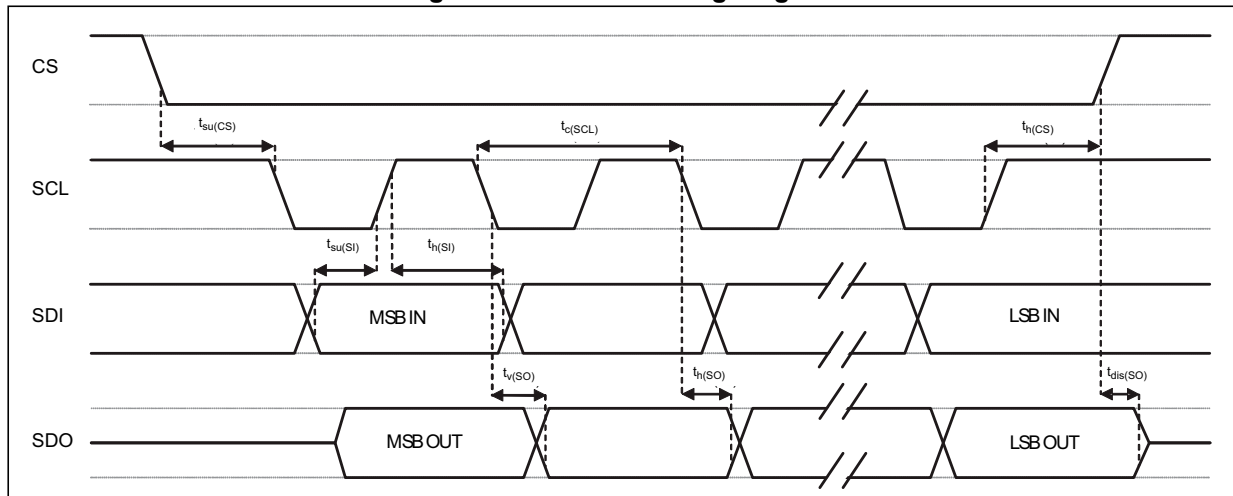 CS
t_su(CS)
t_c(SCL)
t_h(CS)
SCL
t_su(SI)
t_h(SI)
SDI
MSB IN
LSB IN
t_v(SO)
t_h(SO)
t_dis(SO)
SDO
MSB OUT
LSB OUT